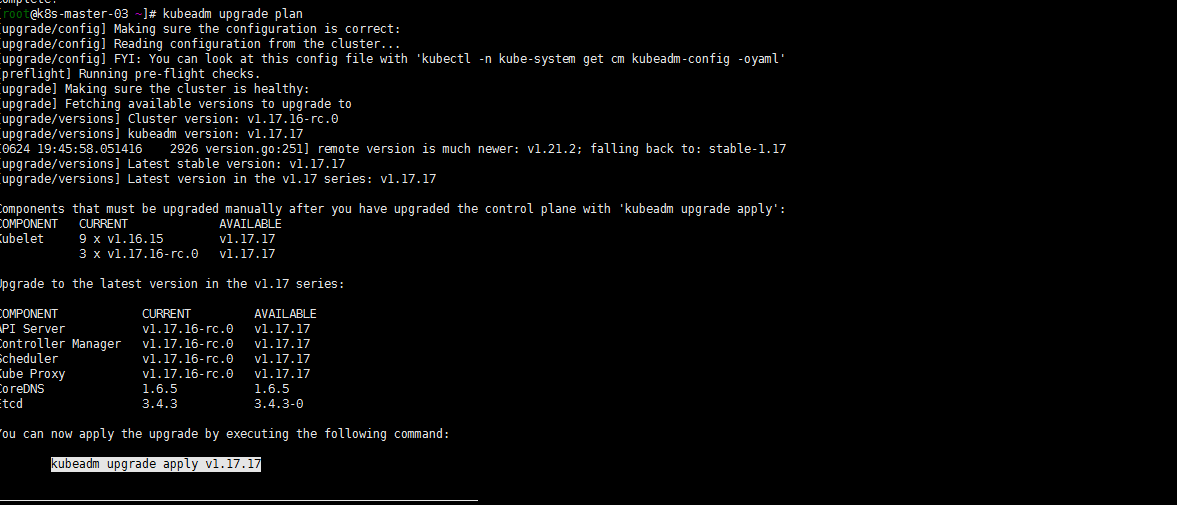 complete.
[root@k8s-master-03 ~]# kubeadm upgrade plan
[upgrade/config] Making sure the configuration is correct:
[upgrade/config] Reading configuration from the cluster...
[upgrade/config] FYI: You can look at this config file with 'kubectl -n kube-system get cm kubeadm-config -oyaml'
[preflight] Running pre-flight checks.
[upgrade] Making sure the cluster is healthy:
[upgrade] Fetching available versions to upgrade to
[upgrade/versions] Cluster version: v1.17.16-rc.0
[upgrade/versions] kubeadm version: v1.17.17
I0624 19:45:58.051416    2926 version.go:251] remote version is much newer: v1.21.2; falling back to: stable-1.17
[upgrade/versions] Latest stable version: v1.17.17
[upgrade/versions] Latest version in the v1.17 series: v1.17.17
Components that must be upgraded manually after you have upgraded the control plane with 'kubeadm upgrade apply':
COMPONENT   CURRENT             AVAILABLE
Kubelet     9 x v1.16.15        v1.17.17
3 x v1.17.16-rc.0   v1.17.17
Upgrade to the latest version in the v1.17 series:
COMPONENT            CURRENT         AVAILABLE
API Server           v1.17.16-rc.0   v1.17.17
Controller Manager   v1.17.16-rc.0   v1.17.17
Scheduler            v1.17.16-rc.0   v1.17.17
Kube Proxy           v1.17.16-rc.0   v1.17.17
CoreDNS              1.6.5           1.6.5
Etcd                 3.4.3           3.4.3-0
You can now apply the upgrade by executing the following command:
kubeadm upgrade apply v1.17.17